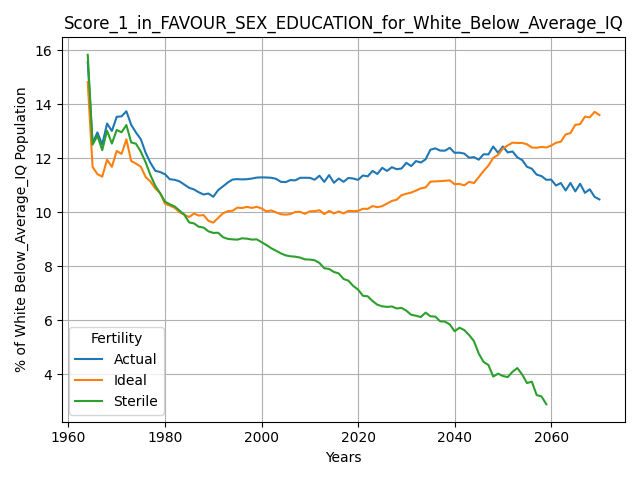 Score_1_in_FAVOUR_SEX_EDUCATION_for_White_Below_Average_IQ
% of White Below_Average_IQ Population
16
14
12
10
8
6
4
Fertility
Actual
Ideal
Sterile
1960
1980
2000
2020
2040
2060
Years